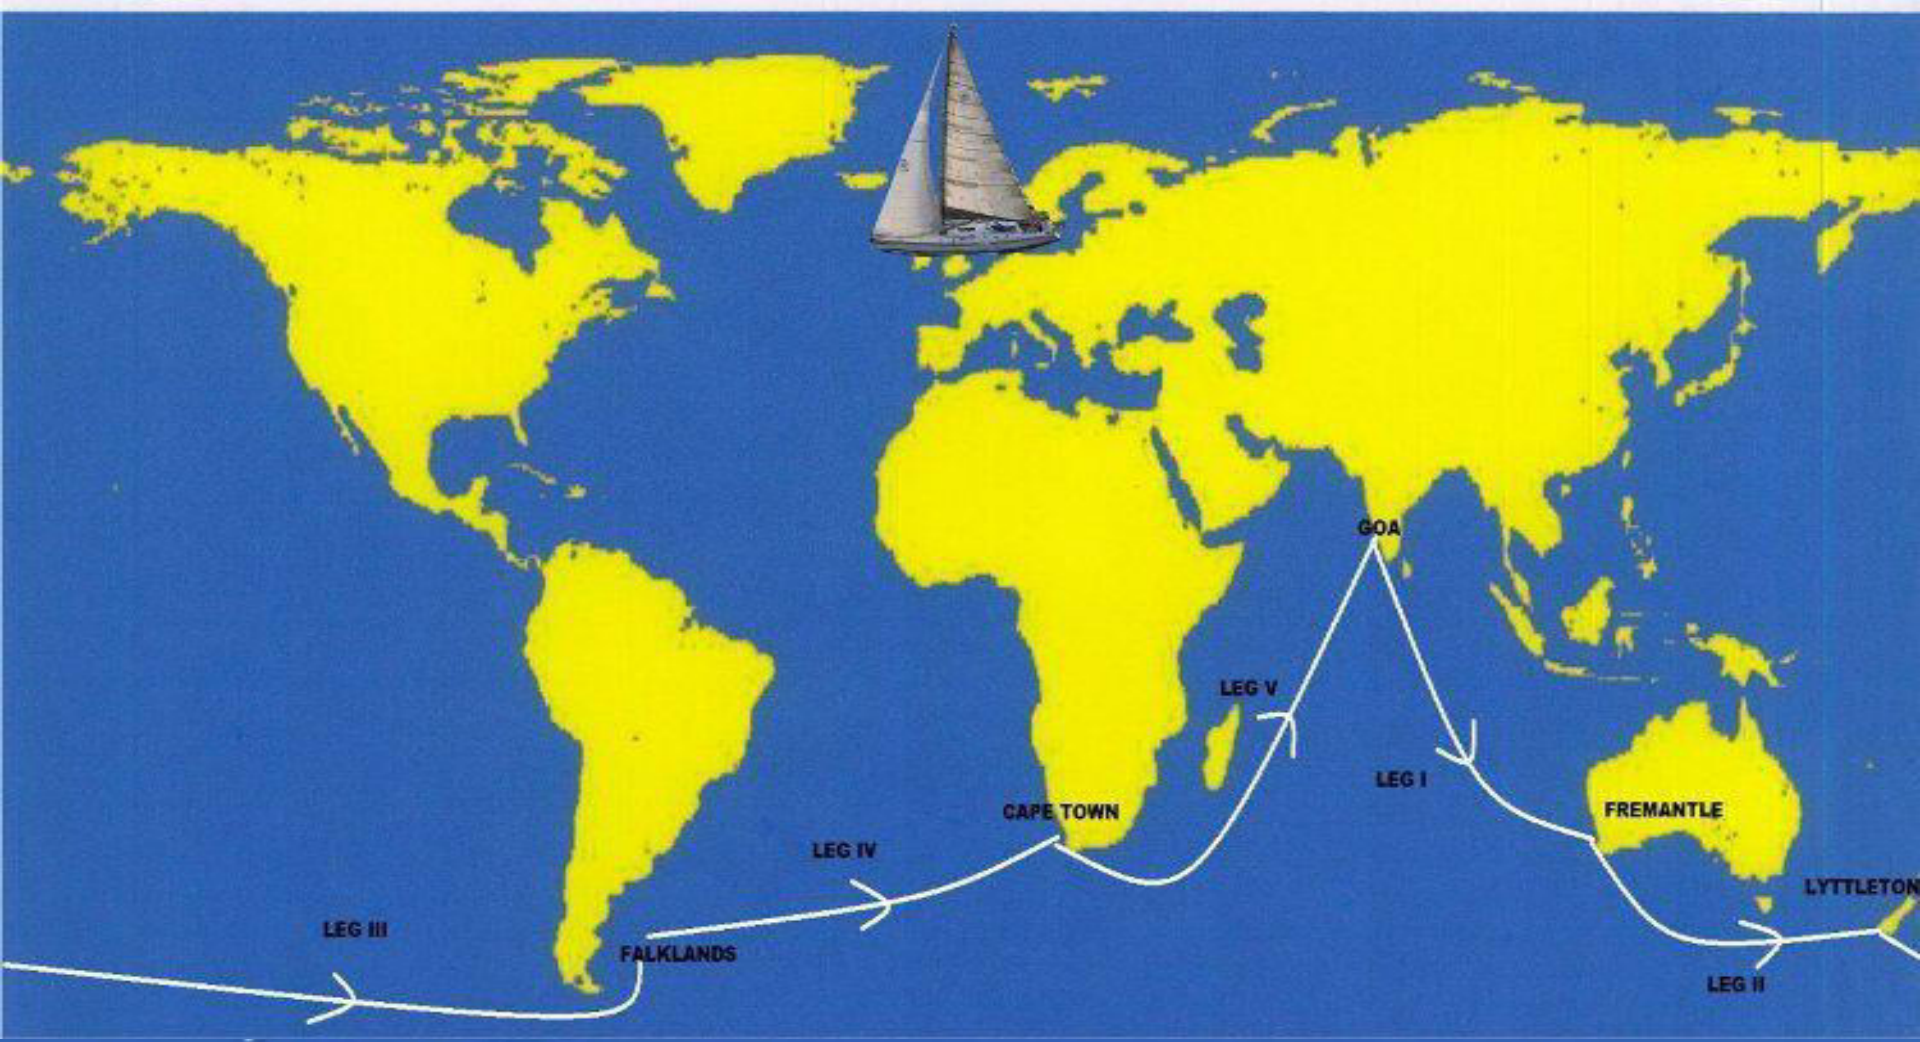 GOA
LEG V
LEG I
CAPE TOWN
FREMANTLE
LEG IV
LYTTLETON
LEG III
FALKLANDS
LEG II